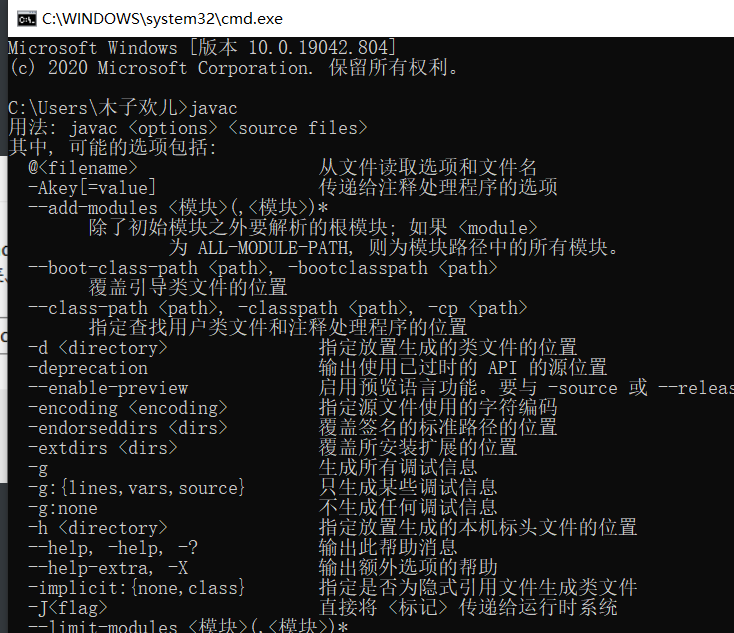 C:\WINDOWS\system32\cmd.exe
Microsoft Windows [版本 10.0.19042.804]
(c) 2020 Microsoft Corporation. 保留所有权利。
C:\Users\木子欢儿>javac
用法: javac <options> <source files>
其中, 可能的选项包括:
@<filename> 从文件读取选项和文件名
-Akey[=value] 传递给注释处理程序的选项
--add-modules <模块>(,<模块>)*
除了初始模块之外要解析的根模块; 如果 <module>
为 ALL-MODULE-PATH, 则为模块路径中的所有模块。
--boot-class-path <path>, -bootclasspath <path>
覆盖引导类文件的位置
--class-path <path>, -classpath <path>, -cp <path>
指定查找用户类文件和注释处理程序的位置
-d <directory> 指定放置生成的类文件的位置
-deprecation 输出使用已过时的 API 的源位置
--enable-preview 启用预览语言功能。要与 -source 或 --releas
-encoding <encoding> 指定源文件使用的字符编码
-endorseddirs <dirs> 覆盖签名的标准路径的位置
-extdirs <dirs> 覆盖所安装扩展的位置
-g 生成所有调试信息
-g:{lines,vars,source} 只生成某些调试信息
-g:none 不生成任何调试信息
-h <directory> 指定放置生成的本机标头文件的位置
--help, -help, -? 输出此帮助消息
--help-extra, -X 输出额外选项的帮助
-implicit:{none,class} 指定是否为隐式引用文件生成类文件
-J<flag> 直接将 <标记> 传递给运行时系统
--limit-modules <模块>(,<模块>)*